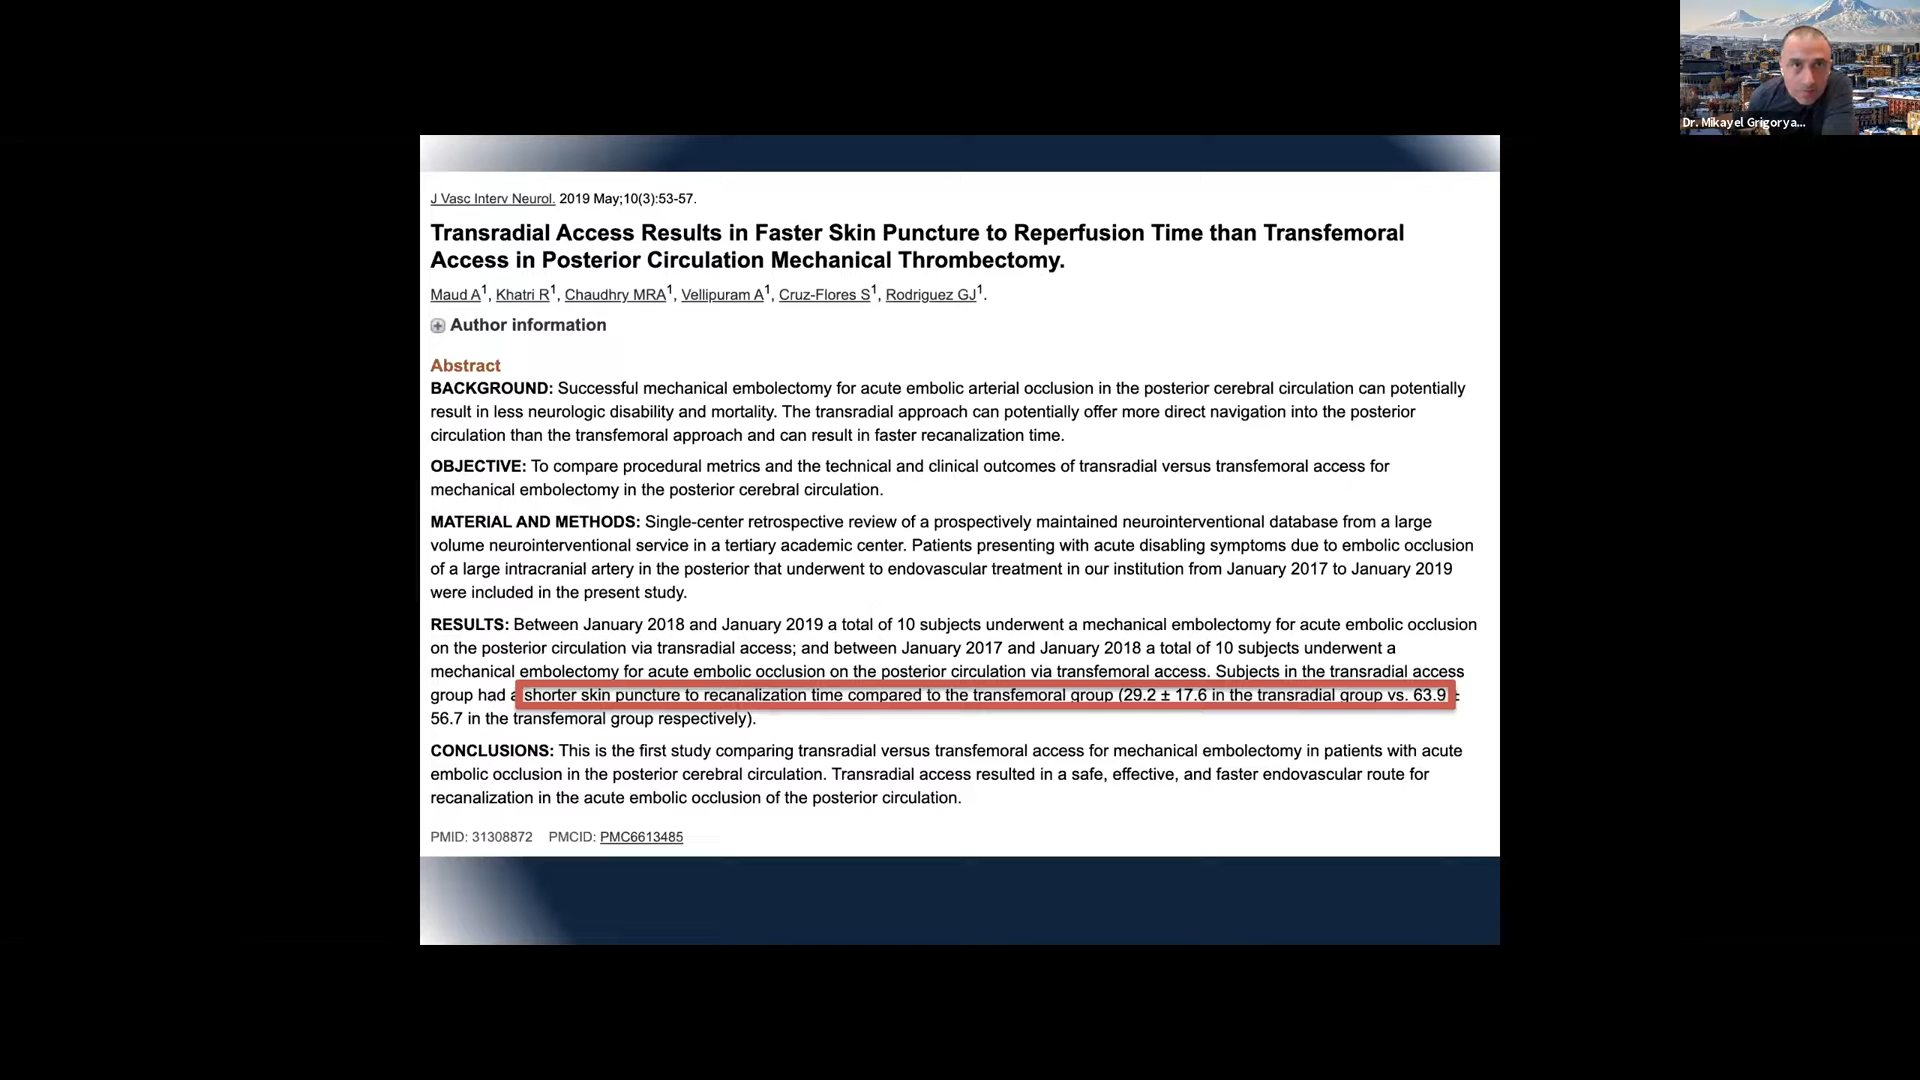 Dr. Mikayel Grigorya...
J Vasc Interv Neurol. 2019 May;10(3):53-57.
Transradial Access Results in Faster Skin Puncture to Reperfusion Time than Transfemoral
Access in Posterior Circulation Mechanical Thrombectomy.
Maud A1, Khatri R1, Chaudhry MRA1, Vellipuram A1, Cruz-Flores S1, Rodriguez GJ1.
Author information
Abstract
BACKGROUND: Successful mechanical embolectomy for acute embolic arterial occlusion in the posterior cerebral circulation can potentially
result in less neurologic disability and mortality. The transradial approach can potentially offer more direct navigation into the posterior
circulation than the transfemoral approach and can result in faster recanalization time.
OBJECTIVE: To compare procedural metrics and the technical and clinical outcomes of transradial versus transfemoral access for
mechanical embolectomy in the posterior cerebral circulation.
MATERIAL AND METHODS: Single-center retrospective review of a prospectively maintained neurointerventional database from a large
volume neurointerventional service in a tertiary academic center. Patients presenting with acute disabling symptoms due to embolic occlusion
of a large intracranial artery in the posterior that underwent to endovascular treatment in our institution from January 2017 to January 2019
were included in the present study.
RESULTS: Between January 2018 and January 2019 a total of 10 subjects underwent a mechanical embolectomy for acute embolic occlusion
on the posterior circulation via transradial access; and between January 2017 and January 2018 a total of 10 subjects underwent a
mechanical embolectomy for acute embolic occlusion on the posterior circulation via transfemoral access. Subjects in the transradial access
group had a shorter skin puncture to recanalization time compared to the transfemoral group (29.2 ± 17.6 in the transradial group vs. 63.9 ±
56.7 in the transfemoral group respectively).
CONCLUSIONS: This is the first study comparing transradial versus transfemoral access for mechanical embolectomy in patients with acute
embolic occlusion in the posterior cerebral circulation. Transradial access resulted in a safe, effective, and faster endovascular route for
recanalization in the acute embolic occlusion of the posterior circulation.
PMID: 31308872 PMCID: PMC6613485